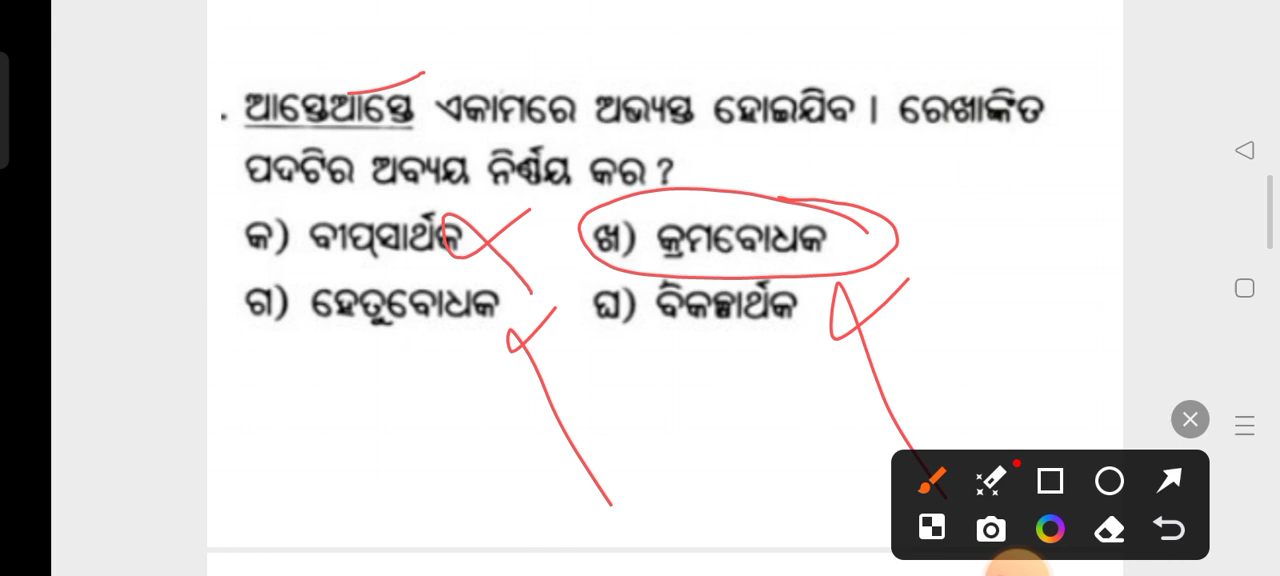 . ଆସ୍ତେଆସ୍ତେ ଏକାମରେ ଅଭ୍ୟସ୍ତ ହୋଇଯିବ । ରେଖାଙ୍କିତ
ପଦଟିର ଅବ୍ୟୟ ନିର୍ଣ୍ଣୟ କର ?
କ) ବୀପ୍ସାର୍ଥକ ଖ) କ୍ରମବୋଧକ
ଗ) ହେତୁବୋଧକ ଘ) ବିକଳ୍ପାର୍ଥକ